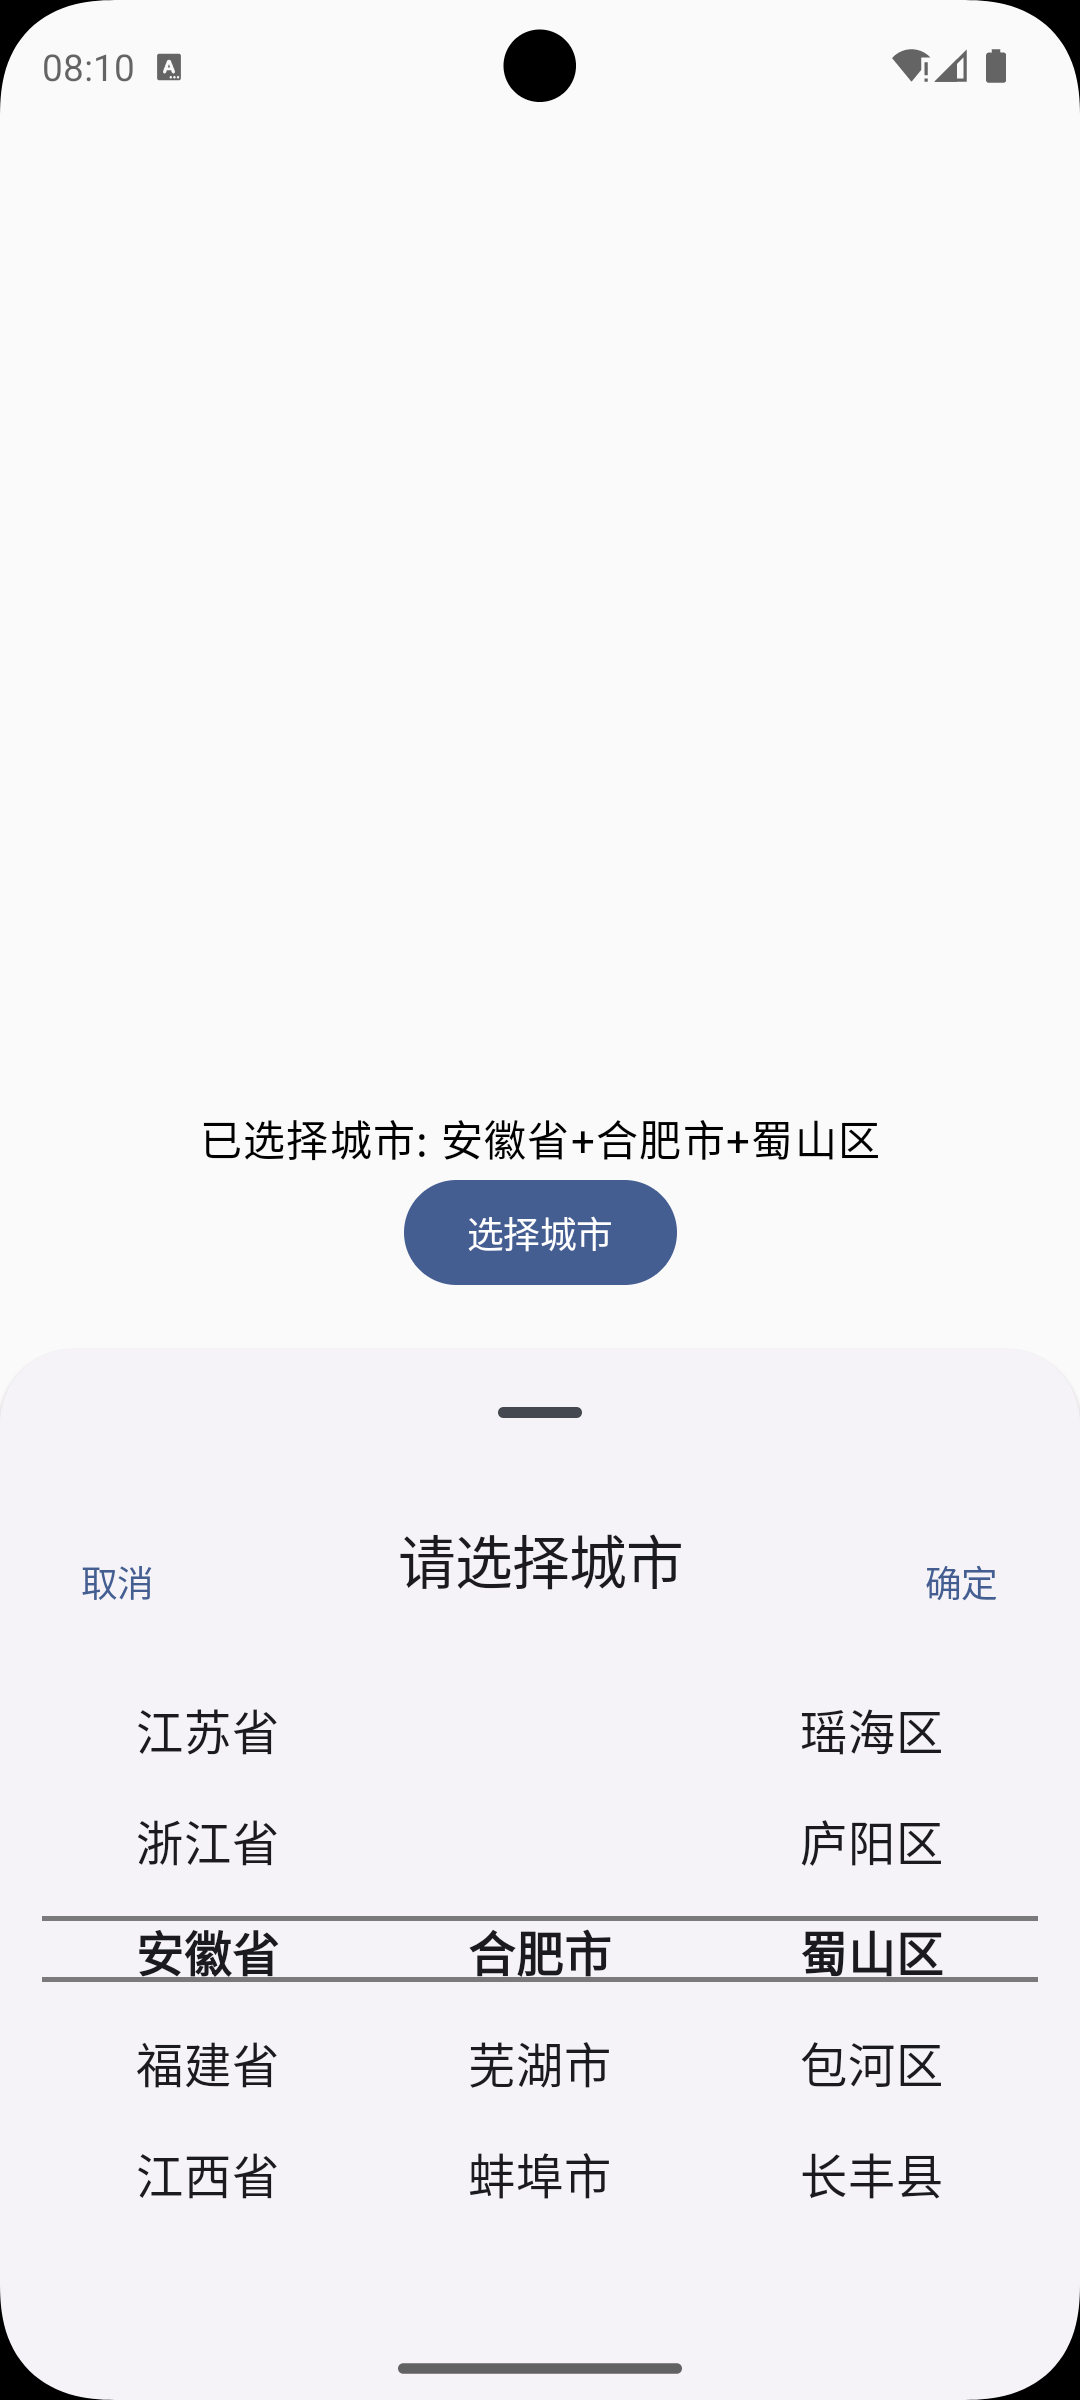 08:10
已选择城市: 安徽省+合肥市+蜀山区
选择城市
取消 请选择城市 确定
江苏省 瑶海区
浙江省 庐阳区
安徽省 合肥市 蜀山区
福建省 芜湖市 包河区
江西省 蚌埠市 长丰县